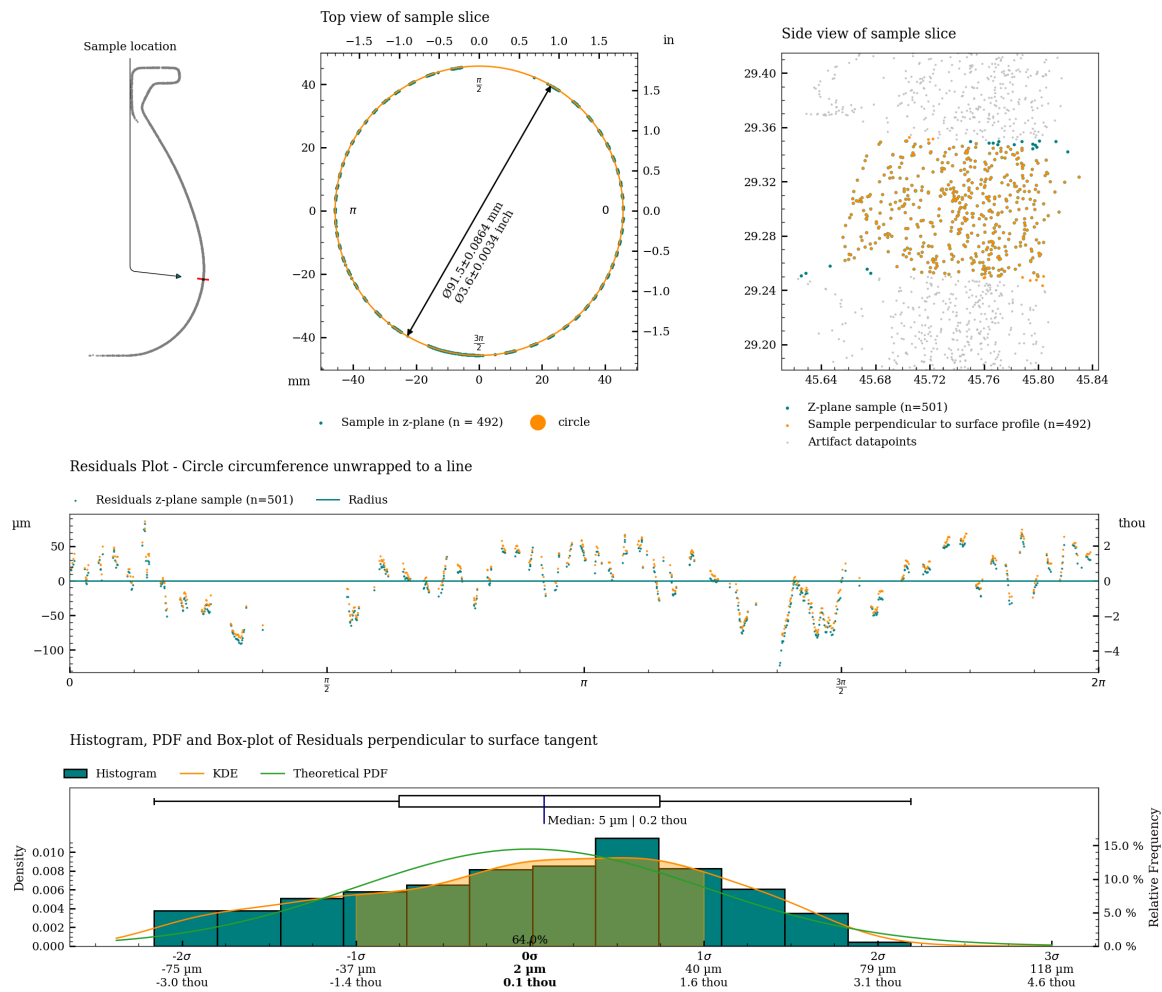 Sample location
Top view of sample slice
−1.5 −1.0 −0.5 0.0 0.5 1.0 1.5 in
40
20
0
−20
−40
mm
1.5
1.0
0.5
0.0
−0.5
−1.0
−1.5
π/2
π
0
3π/2
Ø91.5±0.0864 mm
Ø3.6±0.0034 inch
−40 −20 0 20 40
Sample in z-plane (n = 492) circle
Side view of sample slice
29.40
29.36
29.32
29.28
29.24
29.20
45.64 45.68 45.72 45.76 45.80 45.84
Z-plane sample (n=501)
Sample perpendicular to surface profile (n=492)
Artifact datapoints
Residuals Plot - Circle circumference unwrapped to a line
Residuals z-plane sample (n=501) Radius
µm
thou
50
0
−50
−100
2
0
−2
−4
0 π/2 π 3π/2 2π
Histogram, PDF and Box-plot of Residuals perpendicular to surface tangent
Histogram KDE Theoretical PDF
Median: 5 µm | 0.2 thou
Density
0.010
0.008
0.006
0.004
0.002
0.000
15.0 %
10.0 %
5.0 %
0.0 %
Relative Frequency
64.0%
-2σ -1σ 0σ 1σ 2σ 3σ
-75 µm -37 µm 2 µm 40 µm 79 µm 118 µm
-3.0 thou -1.4 thou 0.1 thou 1.6 thou 3.1 thou 4.6 thou